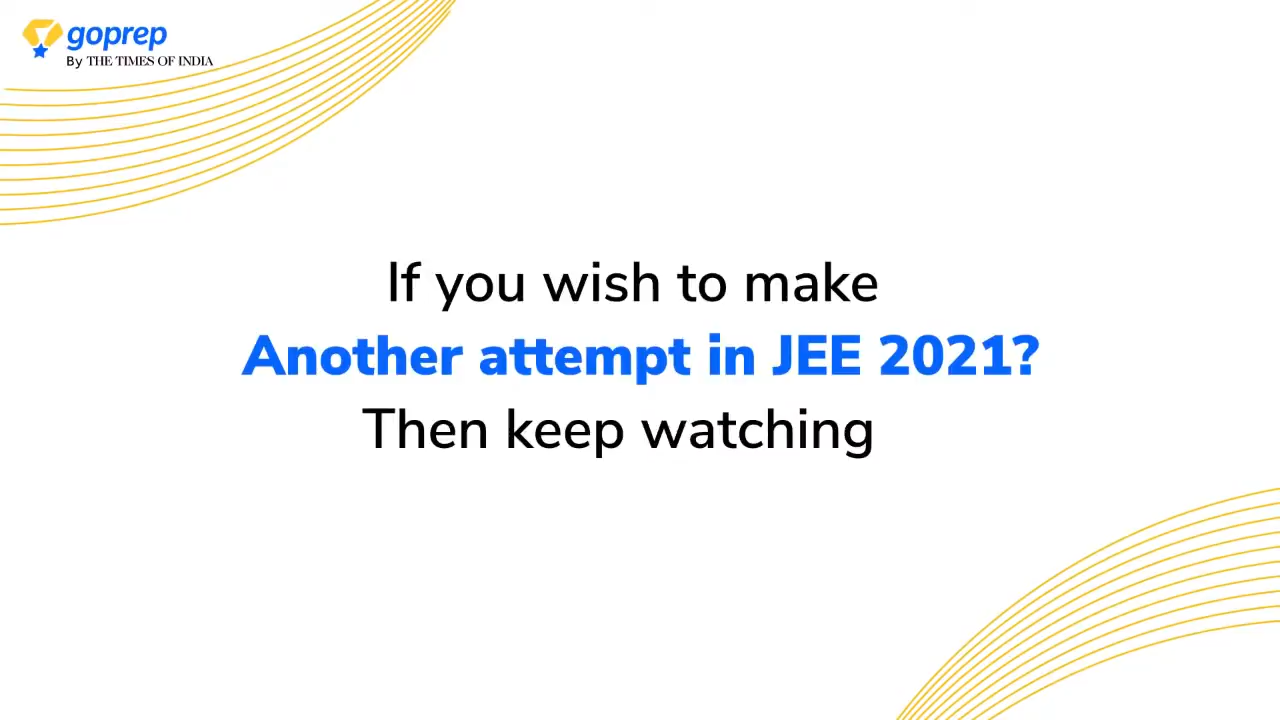 goprep
By THE TIMES OF INDIA
If you wish to make
Another attempt in JEE 2021?
Then keep watching